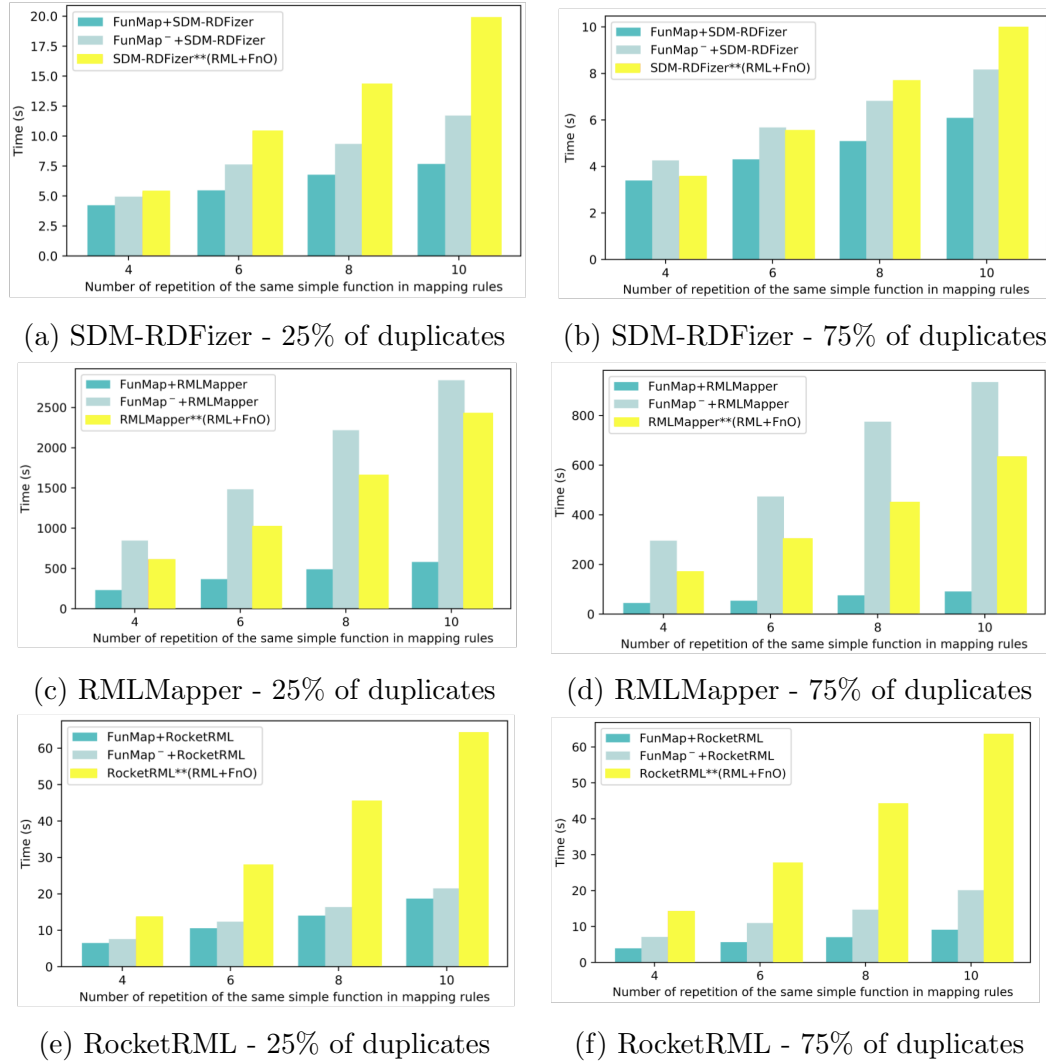 20.0
17.5
15.0
12.5
10.0
7.5
5.0
2.5
0.0
Time (s)
FunMap+SDM-RDFizer
FunMap⁻+SDM-RDFizer
SDM-RDFizer**(RML+FnO)
4 6 8 10
Number of repetition of the same simple function in mapping rules
(a) SDM-RDFizer - 25% of duplicates
10
8
6
4
2
0
Time (s)
FunMap+SDM-RDFizer
FunMap⁻+SDM-RDFizer
SDM-RDFizer**(RML+FnO)
4 6 8 10
Number of repetition of the same simple function in mapping rules
(b) SDM-RDFizer - 75% of duplicates
2500
2000
1500
1000
500
0
Time (s)
FunMap+RMLMapper
FunMap⁻+RMLMapper
RMLMapper**(RML+FnO)
4 6 8 10
Number of repetition of the same simple function in mapping rules
(c) RMLMapper - 25% of duplicates
800
600
400
200
0
Time (s)
FunMap+RMLMapper
FunMap⁻+RMLMapper
RMLMapper**(RML+FnO)
4 6 8 10
Number of repetition of the same simple function in mapping rules
(d) RMLMapper - 75% of duplicates
60
50
40
30
20
10
0
Time (s)
FunMap+RocketRML
FunMap⁻+RocketRML
RocketRML**(RML+FnO)
4 6 8 10
Number of repetition of the same simple function in mapping rules
(e) RocketRML - 25% of duplicates
60
50
40
30
20
10
0
Time (s)
FunMap+RocketRML
FunMap⁻+RocketRML
RocketRML**(RML+FnO)
4 6 8 10
Number of repetition of the same simple function in mapping rules
(f) RocketRML - 75% of duplicates